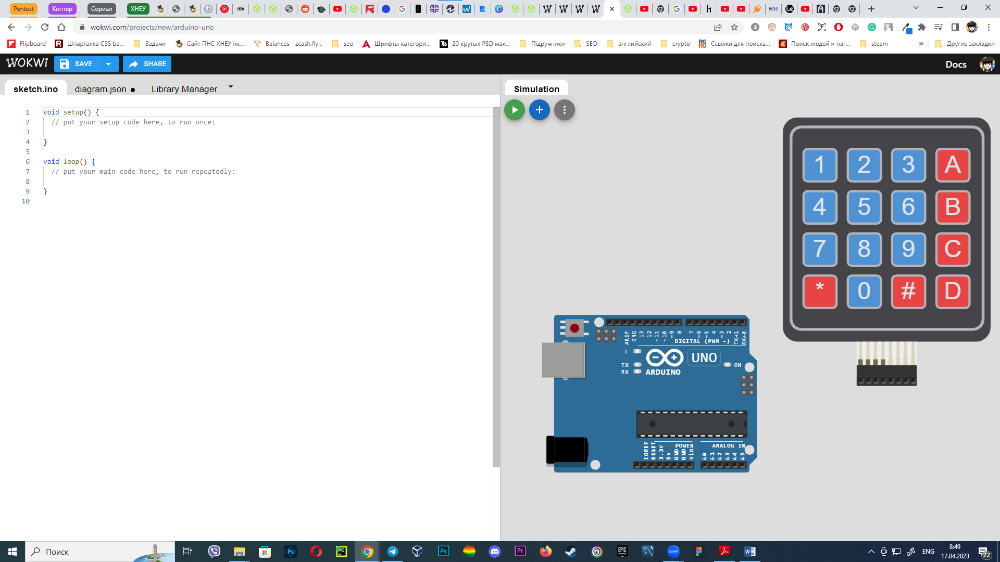 Pentest
Коптер
Сериал
ХНЕУ
wokwi.com/projects/new/arduino-uno
Flipboard
Шпаргалка CSS ba...
Задачи
Сайт ПНС ХНЕУ ім....
Balances - zcash.fly...
seo
Шрифты категори...
20 крутых PSD мак...
Підручники
SEO
английский
crypto
Ссылки для поиска...
Поиск людей и наг...
steam
»
Другие закладки
WOKWi
SAVE
SHARE
Docs
sketch.ino
diagram.json ●
Library Manager
Simulation
1 void setup() {
2 // put your setup code here, to run once:
3
4 }
5
6 void loop() {
7 // put your main code here, to run repeatedly:
8
9 }
10
1 2 3 A
4 5 6 B
7 8 9 C
* 0 # D
AREF
GND
13
12
~11
~10
~9
8
7
~6
~5
4
~3
2
TX→1
RX←0
DIGITAL (PWM ~)
L
TX
RX
UNO
ARDUINO
ON
IOREF
RESET
3.3V
5V
GND
GND
Vin
POWER
ANALOG IN
A0
A1
A2
A3
A4
A5
Поиск
ENG
8:49
17.04.2023
22